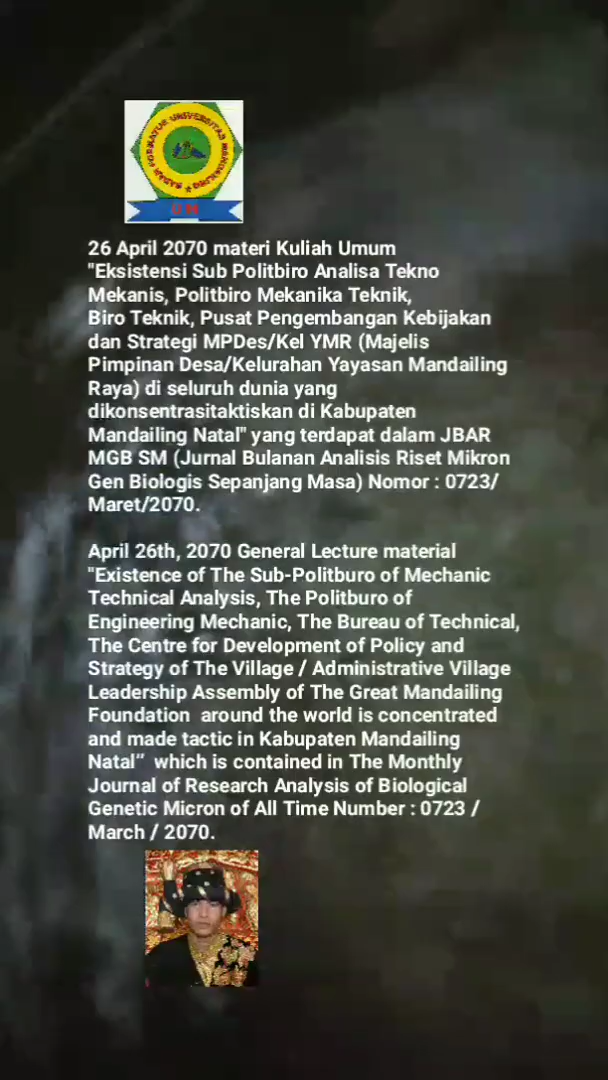 BADAN FORMATUR UNIVERSITAS MANDAILING
U M
26 April 2070 materi Kuliah Umum
"Eksistensi Sub Politbiro Analisa Tekno
Mekanis, Politbiro Mekanika Teknik,
Biro Teknik, Pusat Pengembangan Kebijakan
dan Strategi MPDes/Kel YMR (Majelis
Pimpinan Desa/Kelurahan Yayasan Mandailing
Raya) di seluruh dunia yang
dikonsentrasitaktiskan di Kabupaten
Mandailing Natal" yang terdapat dalam JBAR
MGB SM (Jurnal Bulanan Analisis Riset Mikron
Gen Biologis Sepanjang Masa) Nomor : 0723/
Maret/2070.
April 26th, 2070 General Lecture material
"Existence of The Sub-Politburo of Mechanic
Technical Analysis, The Politburo of
Engineering Mechanic, The Bureau of Technical,
The Centre for Development of Policy and
Strategy of The Village / Administrative Village
Leadership Assembly of The Great Mandailing
Foundation around the world is concentrated
and made tactic in Kabupaten Mandailing
Natal” which is contained in The Monthly
Journal of Research Analysis of Biological
Genetic Micron of All Time Number : 0723 /
March / 2070.